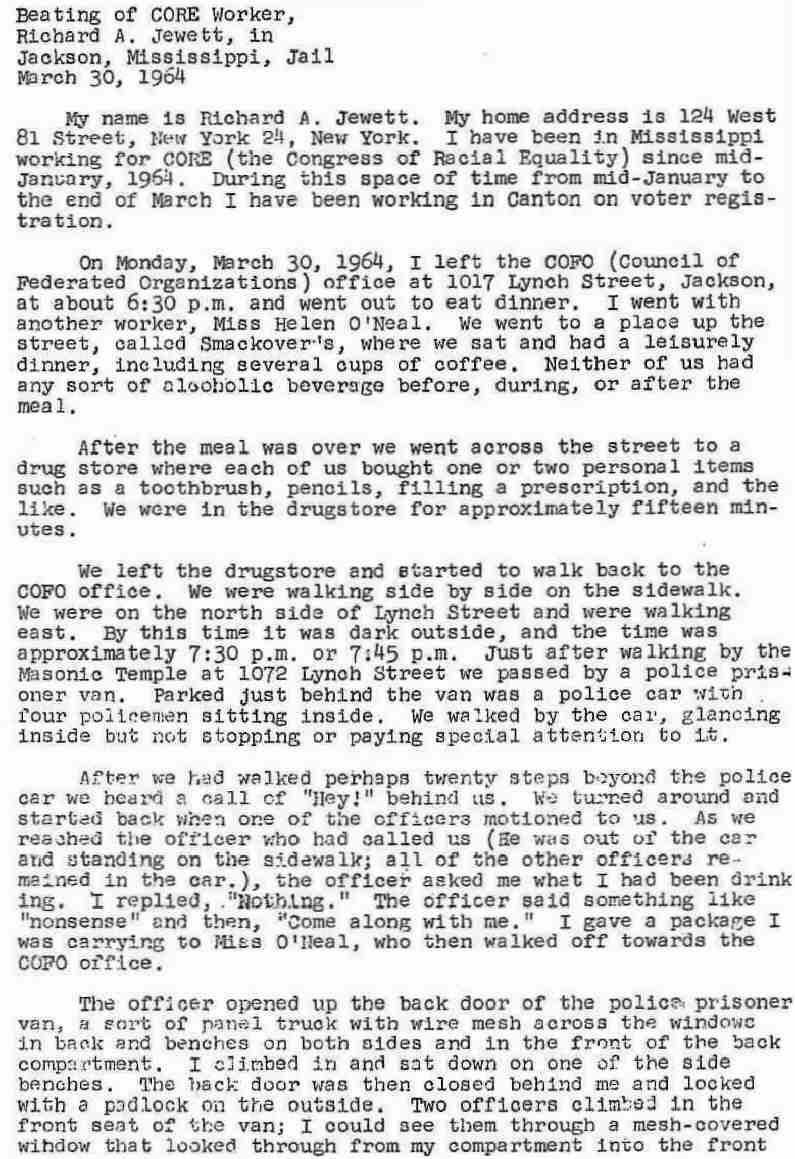 Beating of CORE Worker,
Richard A. Jewett, in
Jackson, Mississippi, Jail
March 30, 1964
My name is Richard A. Jewett. My home address is 124 West
81 Street, New York 24, New York. I have been in Mississippi
working for CORE (the Congress of Racial Equality) since mid-
January, 1964. During this space of time from mid-January to
the end of March I have been working in Canton on voter regis-
tration.
On Monday, March 30, 1964, I left the COFO (Council of
Federated Organizations) office at 1017 Lynch Street, Jackson,
at about 6:30 p.m. and went out to eat dinner. I went with
another worker, Miss Helen O'Neal. We went to a place up the
street, called Smackover's, where we sat and had a leisurely
dinner, including several cups of coffee. Neither of us had
any sort of alcoholic beverage before, during, or after the
meal.
After the meal was over we went across the street to a
drug store where each of us bought one or two personal items
such as a toothbrush, pencils, filling a prescription, and the
like. We were in the drugstore for approximately fifteen min-
utes.
We left the drugstore and started to walk back to the
COFO office. We were walking side by side on the sidewalk.
We were on the north side of Lynch Street and were walking
east. By this time it was dark outside, and the time was
approximately 7:30 p.m. or 7:45 p.m. Just after walking by the
Masonic Temple at 1072 Lynch Street we passed by a police pris-
oner van. Parked just behind the van was a police car with
four policemen sitting inside. We walked by the car, glancing
inside but not stopping or paying special attention to it.
After we had walked perhaps twenty steps beyond the police
car we heard a call of "Hey!" behind us. We turned around and
started back when one of the officers motioned to us. As we
reached the officer who had called us (He was out of the car
and standing on the sidewalk; all of the other officers re-
mained in the car.), the officer asked me what I had been drink
ing. I replied, "Nothing." The officer said something like
"nonsense" and then, "Come along with me." I gave a package I
was carrying to Miss O'Neal, who then walked off towards the
COFO office.
The officer opened up the back door of the police prisoner
van, a sort of panel truck with wire mesh across the windows
in back and benches on both sides and in the front of the back
compartment. I climbed in and sat down on one of the side
benches. The back door was then closed behind me and locked
with a padlock on the outside. Two officers climbed in the
front seat of the van; I could see them through a mesh-covered
window that looked through from my compartment into the front